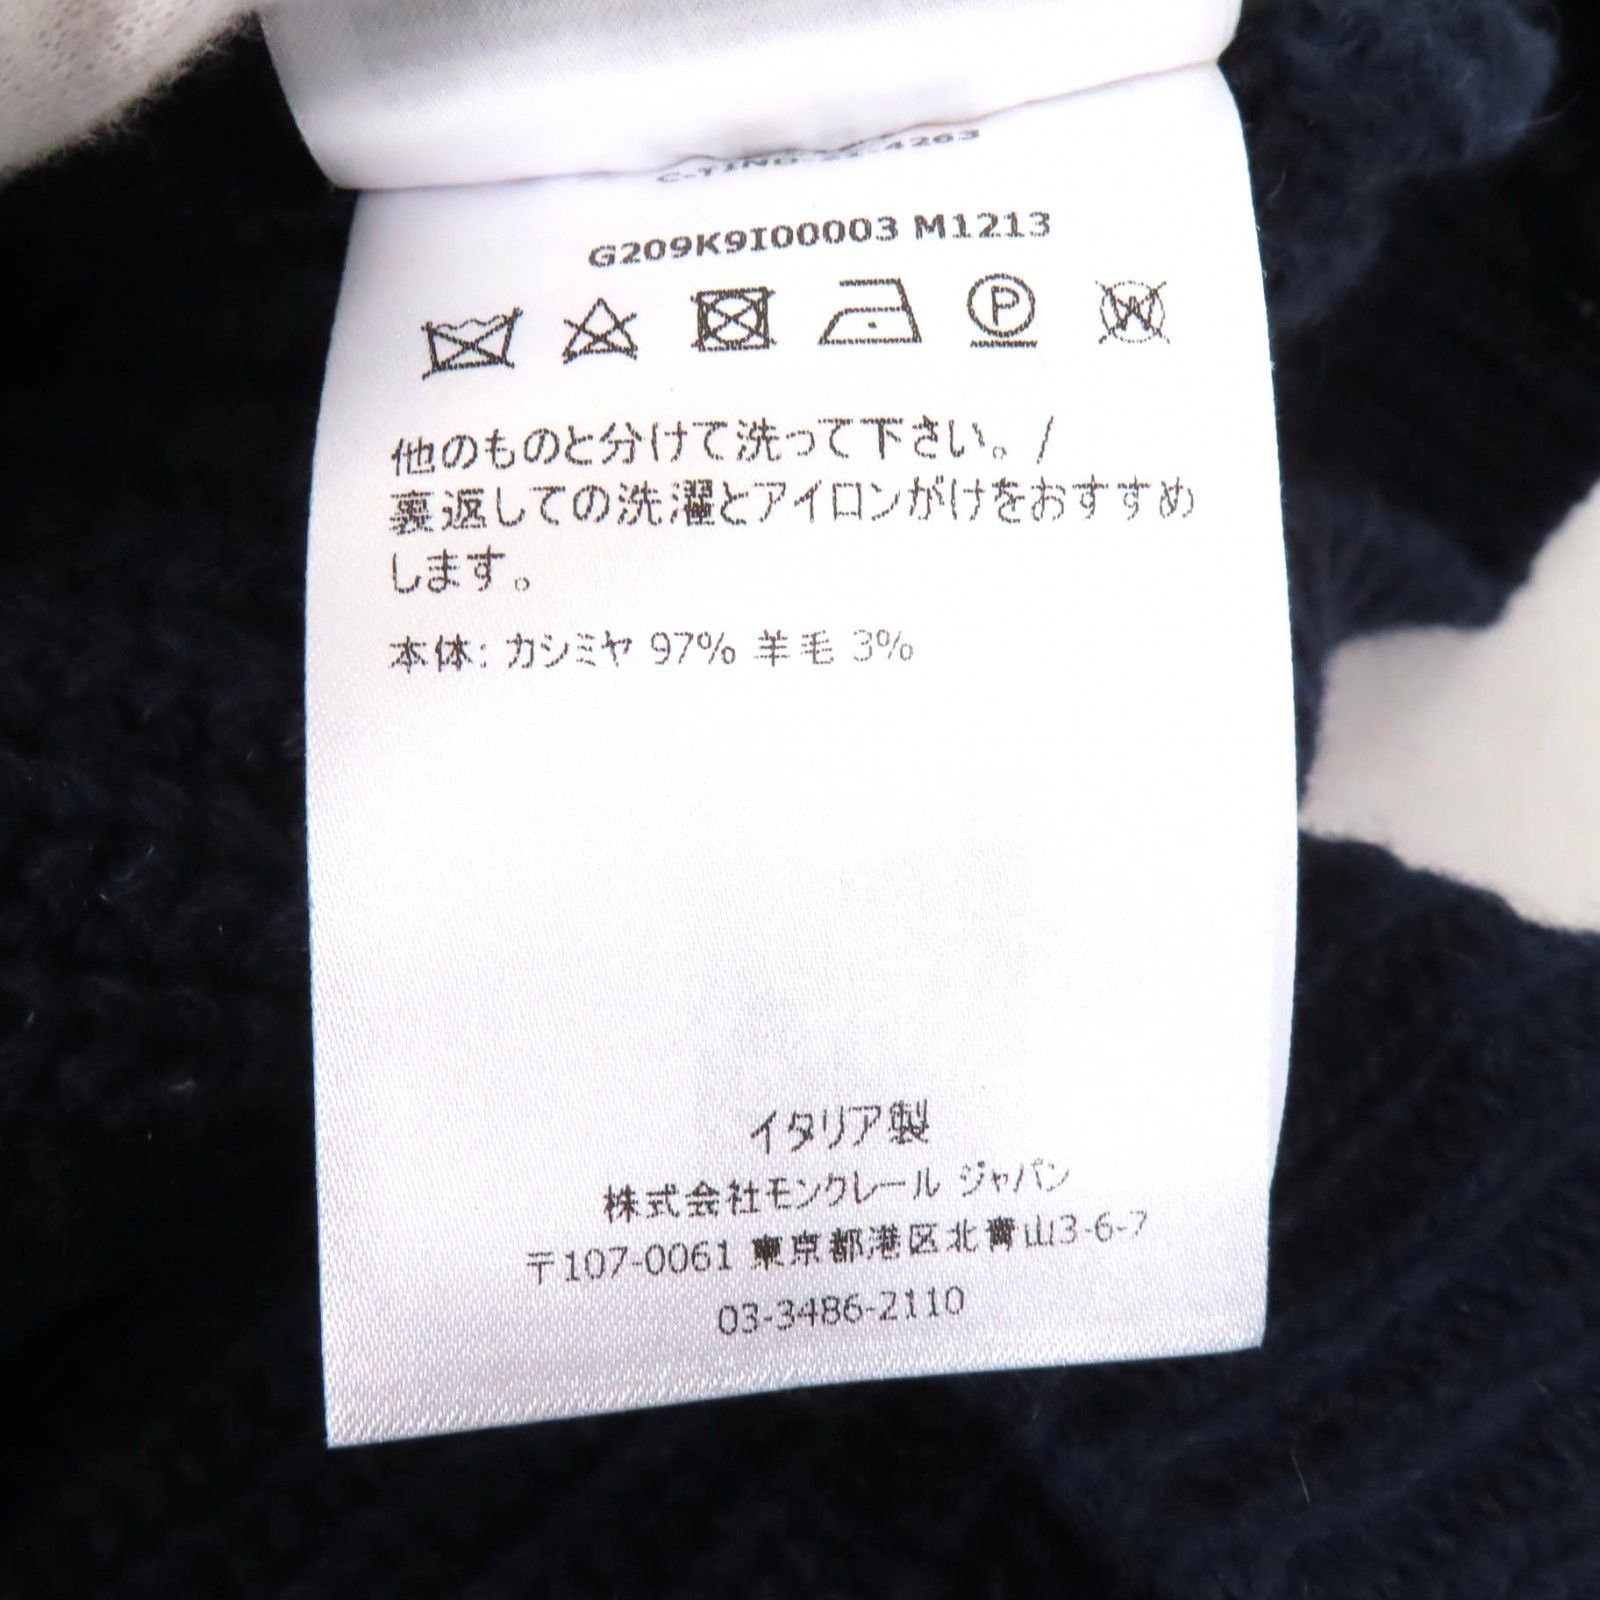 G209K9I00003 M1213
他のものと分けて洗って下さい。/
裏返しての洗濯とアイロンがけをおすすめ
します。
本体: カシミヤ 97% 羊毛 3%
イタリア製
株式会社モンクレール ジャパン
〒107-0061 東京都港区北青山3-6-7
03-3486-2110